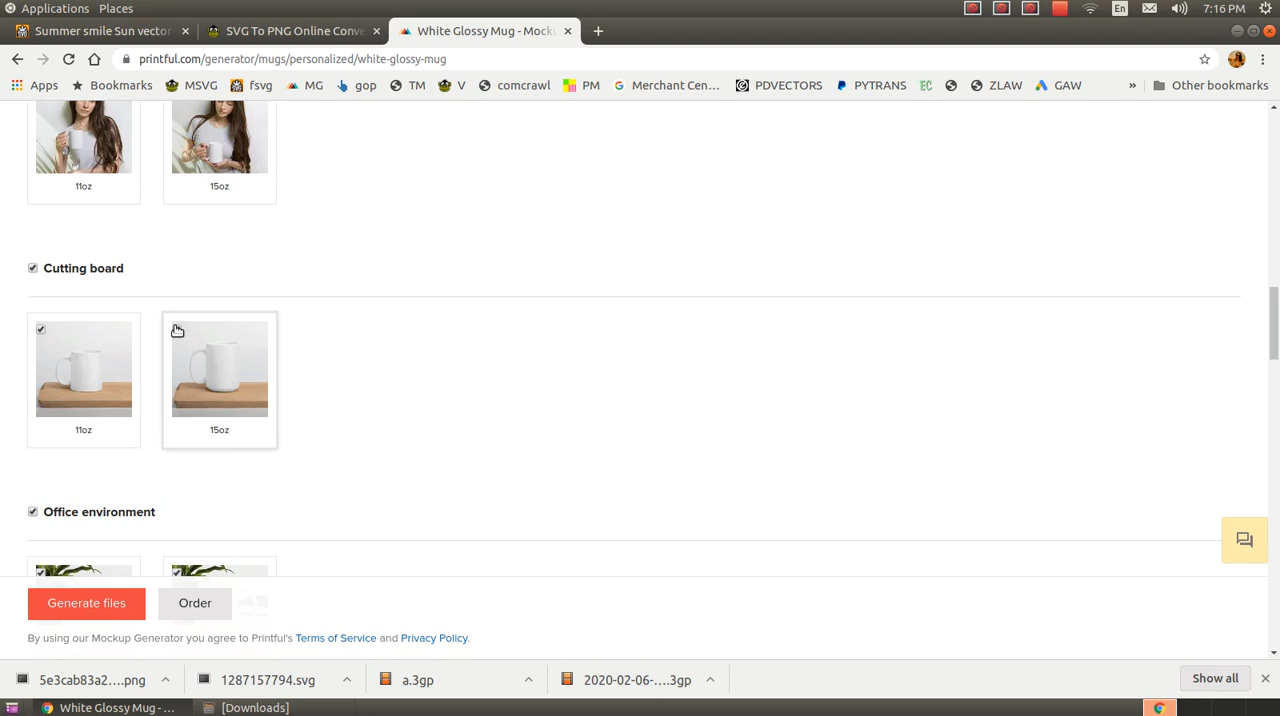 Applications Places En 7:16 PM
Summer smile Sun vector SVG To PNG Online Conve White Glossy Mug - Mock
printful.com/generator/mugs/personalized/white-glossy-mug
Apps Bookmarks MSVG fsvg MG gop TM V comcrawl PM Merchant Cen... PDVECTORS PYTRANS EC ZLAW GAW » Other bookmarks
11oz 15oz
Cutting board
11oz 15oz
Office environment
Generate files Order
By using our Mockup Generator you agree to Printful's Terms of Service and Privacy Policy.
5e3cab83a2....png 1287157794.svg a.3gp 2020-02-06-....3gp Show all
White Glossy Mug - ... [Downloads]